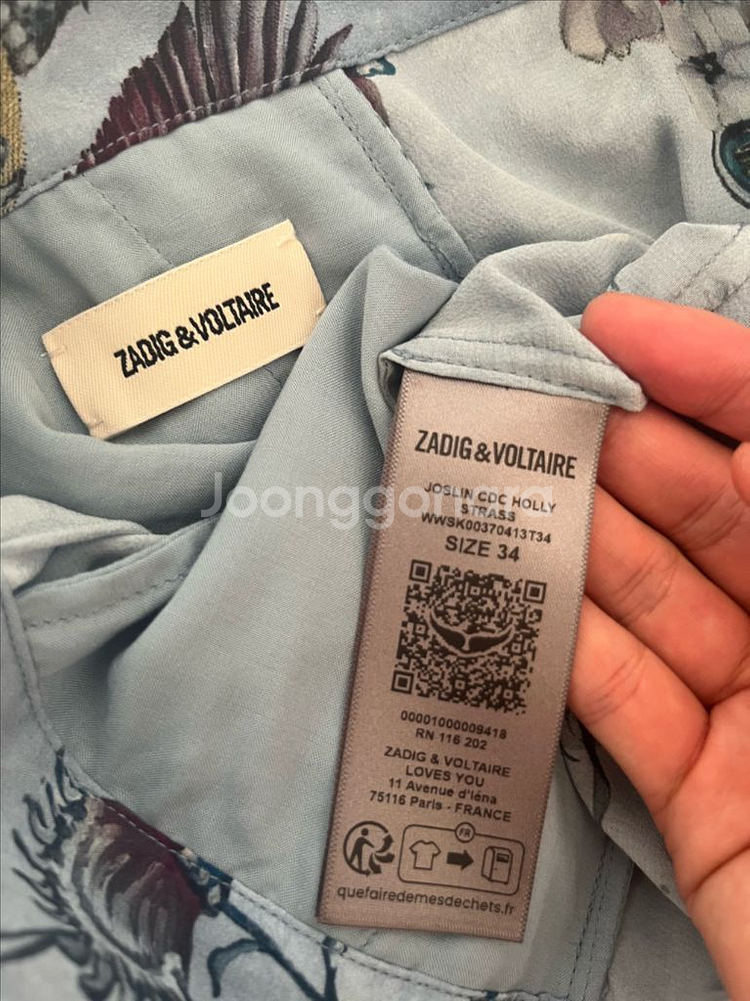 ZADIG & VOLTAIRE
Joonggonara
ZADIG&VOLTAIRE
JOSLIN CDC HOLLY
STRASS
WWSK00370413T34
SIZE 34
00001000009418
RN 116 202
ZADIG & VOLTAIRE
LOVES YOU
11 Avenue d'Iéna
75116 Paris - FRANCE
FR
quefairedemesdechets.fr